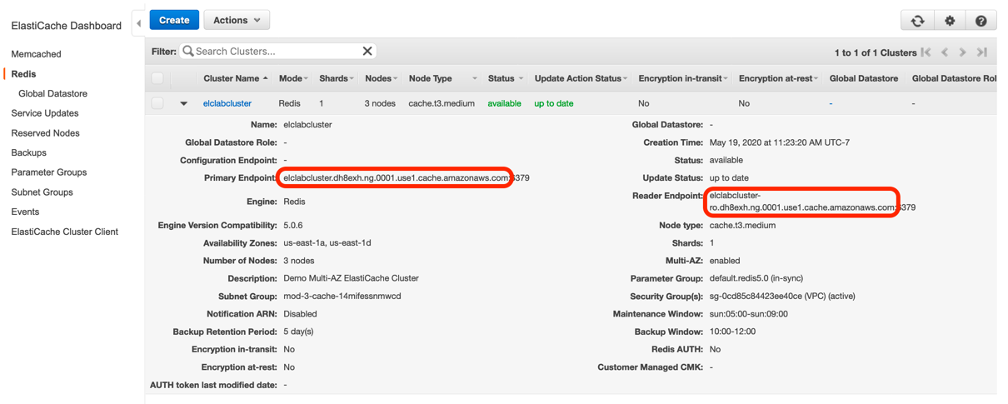 ElastiCache Dashboard
Memcached
Redis
Global Datastore
Service Updates
Reserved Nodes
Backups
Parameter Groups
Subnet Groups
Events
ElastiCache Cluster Client
Create Actions
Filter: Search Clusters... 1 to 1 of 1 Clusters
Cluster Name Mode Shards Nodes Node Type Status Update Action Status Encryption in-transit Encryption at-rest Global Datastore Global Datastore Rol
elclabcluster Redis 1 3 nodes cache.t3.medium available up to date No No - -
Name: elclabcluster
Global Datastore Role: -
Configuration Endpoint: -
Primary Endpoint: elclabcluster.dh8exh.ng.0001.use1.cache.amazonaws.com:6379
Engine: Redis
Engine Version Compatibility: 5.0.6
Availability Zones: us-east-1a, us-east-1d
Number of Nodes: 3 nodes
Description: Demo Multi-AZ ElastiCache Cluster
Subnet Group: mod-3-cache-14mifessnmwcd
Notification ARN: Disabled
Backup Retention Period: 5 day(s)
Encryption in-transit: No
Encryption at-rest: No
AUTH token last modified date: -
Global Datastore: -
Creation Time: May 19, 2020 at 11:23:20 AM UTC-7
Status: available
Update Status: up to date
Reader Endpoint: elclabcluster-
ro.dh8exh.ng.0001.use1.cache.amazonaws.com:6379
Node type: cache.t3.medium
Shards: 1
Multi-AZ: enabled
Parameter Group: default.redis5.0 (in-sync)
Security Group(s): sg-0cd85c84423ee40ce (VPC) (active)
Maintenance Window: sun:05:00-sun:09:00
Backup Window: 10:00-12:00
Redis AUTH: No
Customer Managed CMK: -